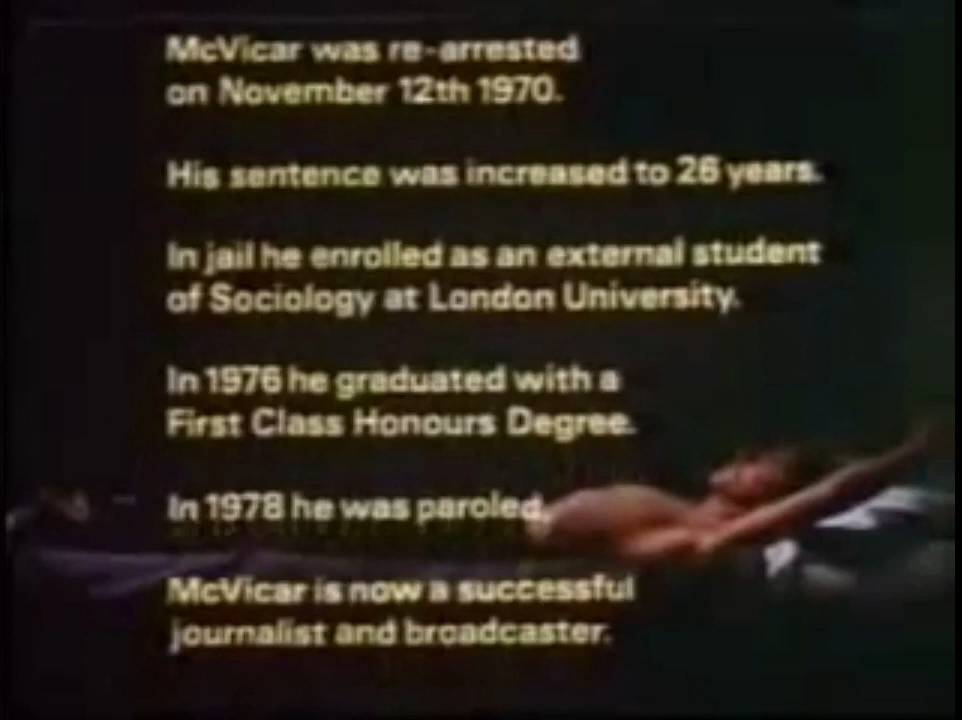 McVicar was re-arrested
on November 12th 1970.
His sentence was increased to 26 years.
In jail he enrolled as an external student
of Sociology at London University.
In 1976 he graduated with a
First Class Honours Degree.
In 1978 he was paroled.
McVicar is now a successful
journalist and broadcaster.